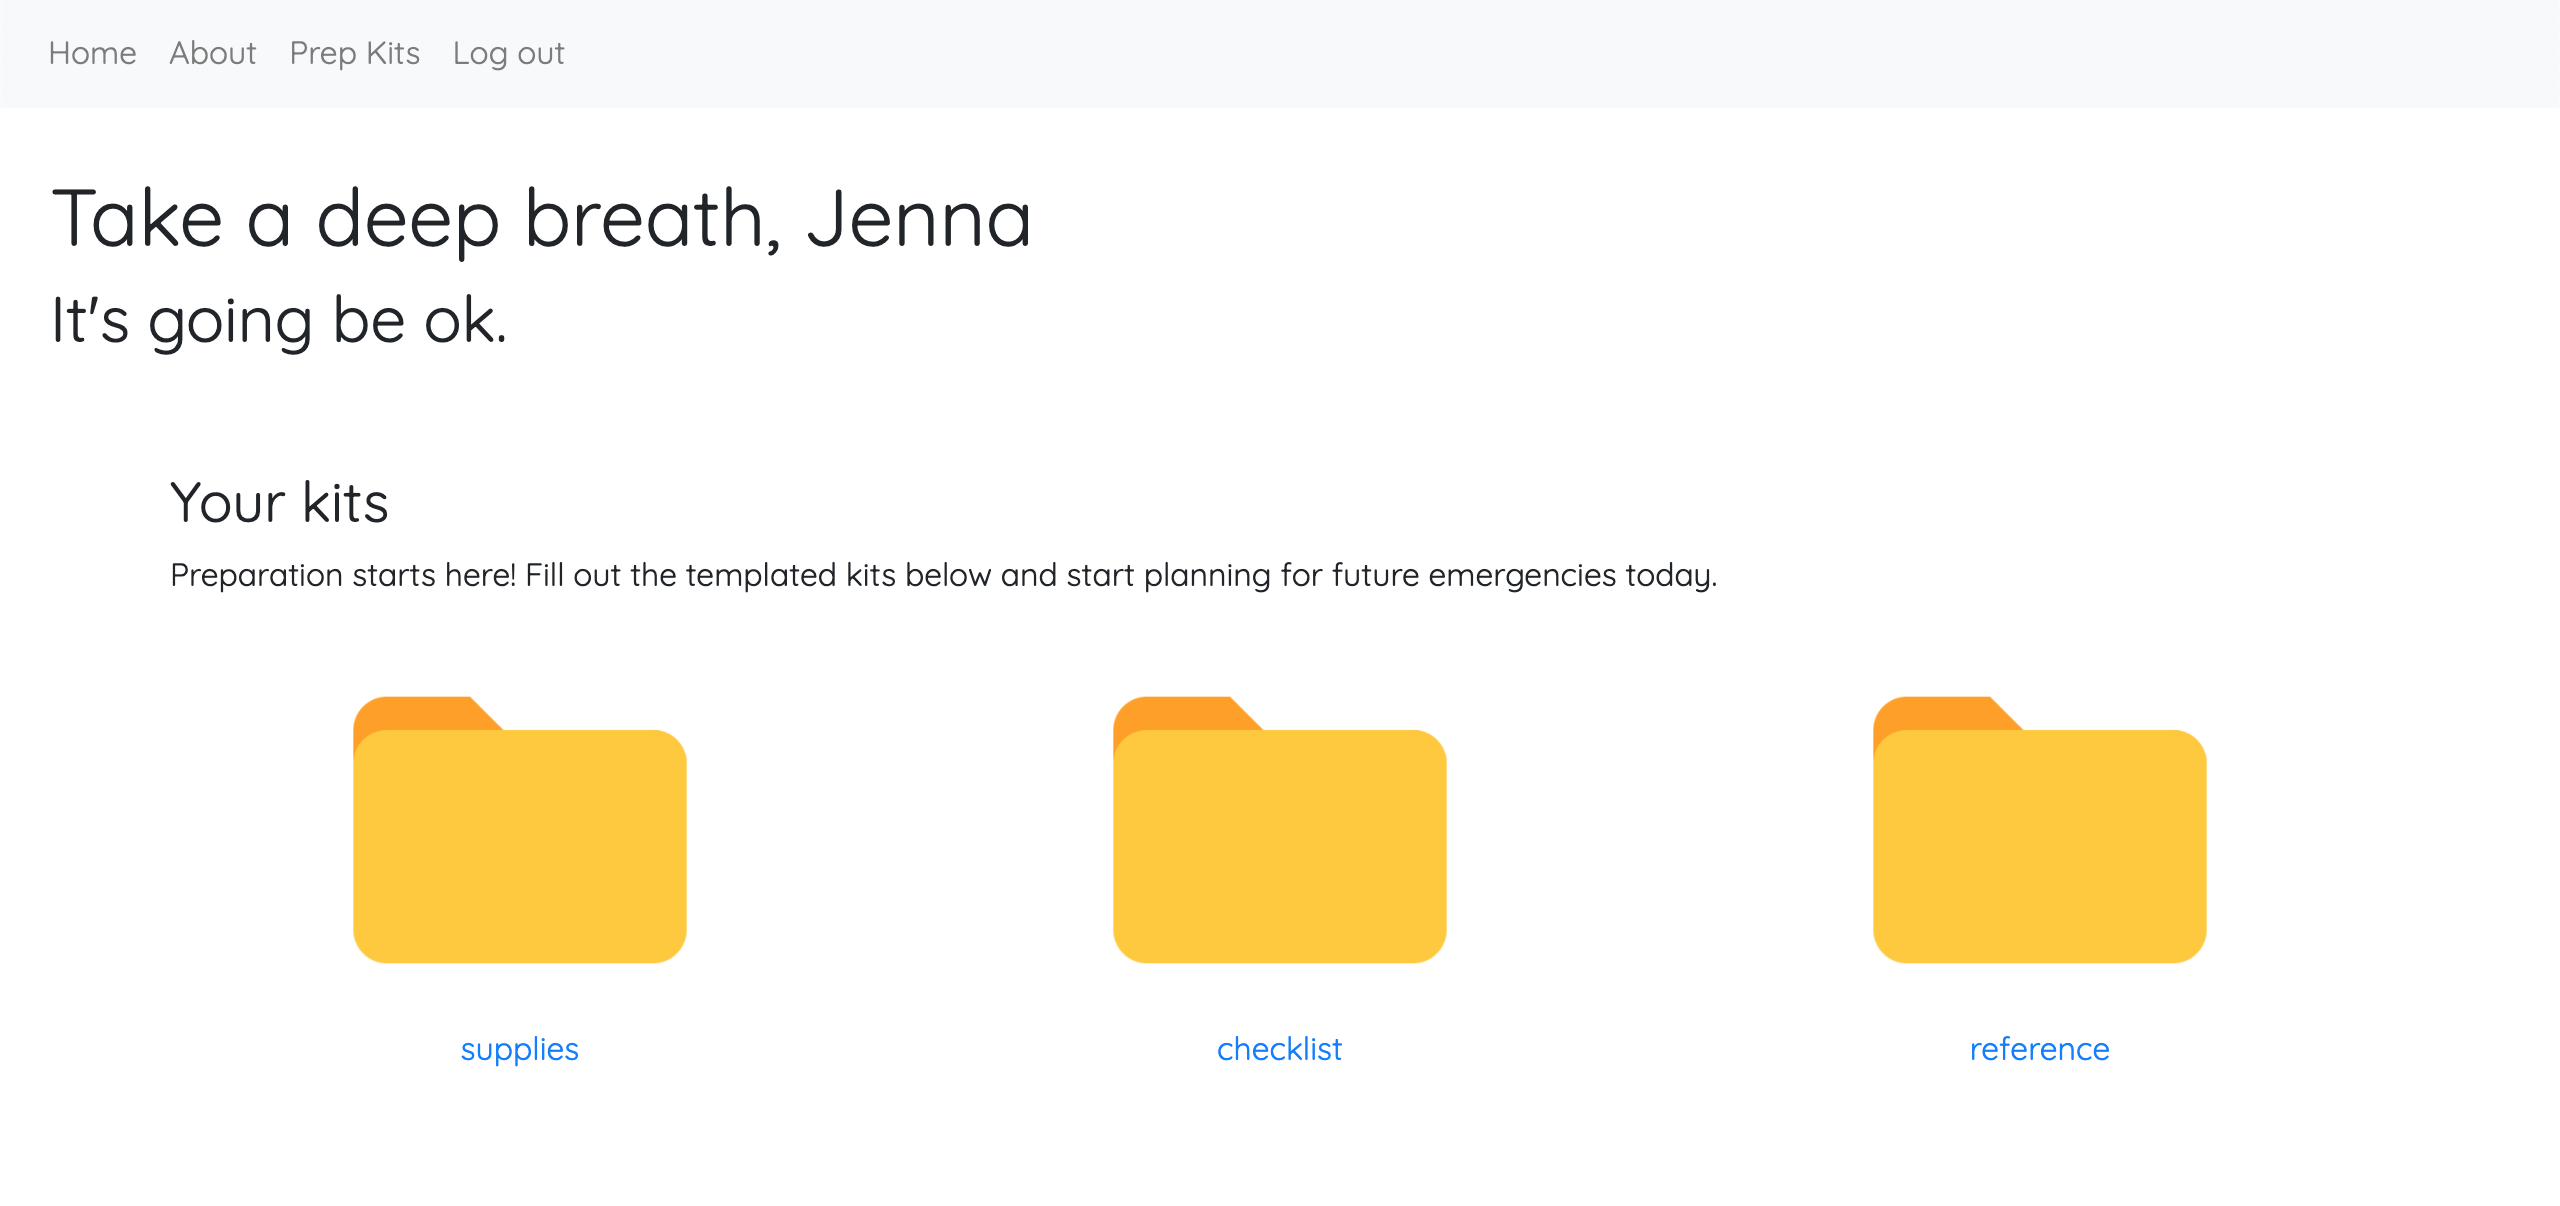 Home About Prep Kits Log out
Take a deep breath, Jenna
It's going be ok.
Your kits
Preparation starts here! Fill out the templated kits below and start planning for future emergencies today.
supplies checklist reference